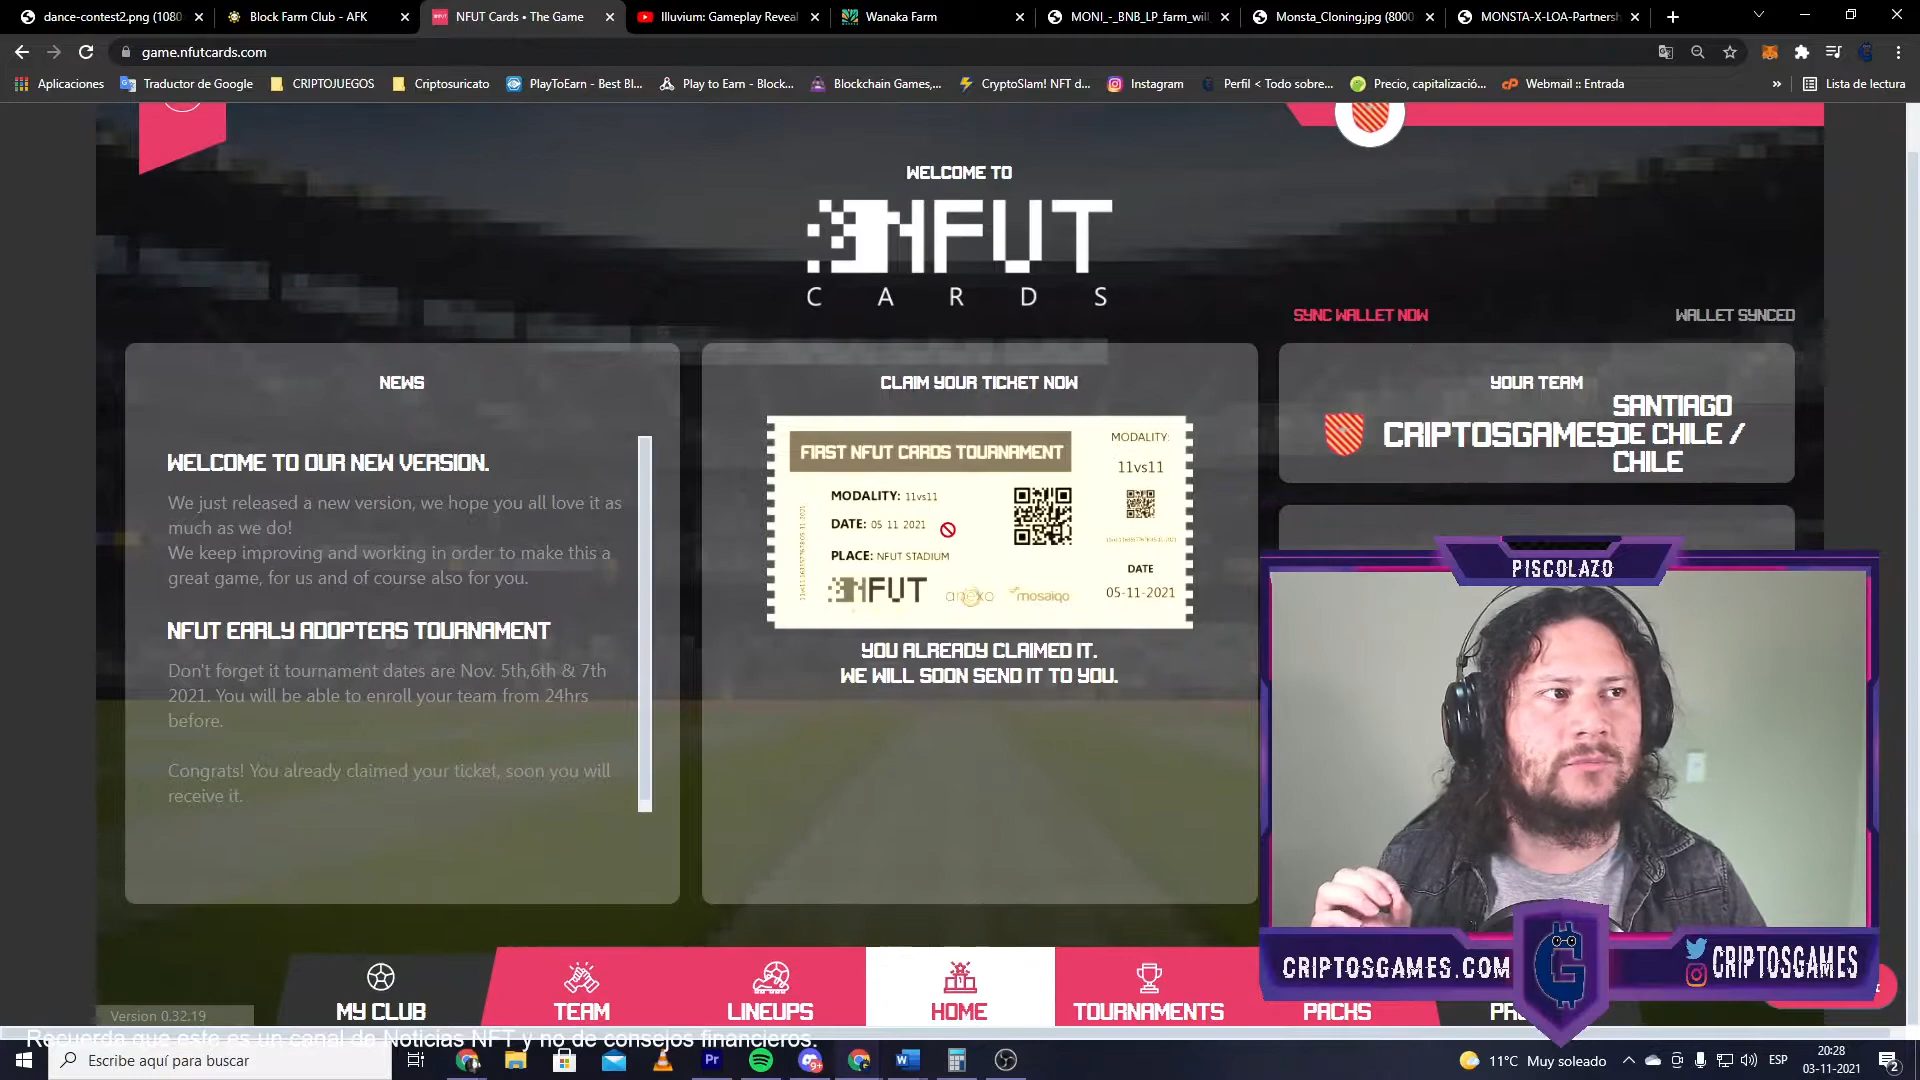 dance-contest2.png (1080
Block Farm Club - AFK
NFUT Cards • The Game
Illuvium: Gameplay Reveal
Wanaka Farm
MONI_-_BNB_LP_farm_will_
Monsta_Cloning.jpg (8000
MONSTA-X-LOA-Partnersh
game.nfutcards.com
Aplicaciones
Traductor de Google
CRIPTOJUEGOS
Criptosuricato
PlayToEarn - Best Bl...
Play to Earn - Block...
Blockchain Games,...
CryptoSlam! NFT d...
Instagram
Perfil < Todo sobre...
Precio, capitalizació...
Webmail :: Entrada
»
Lista de lectura
WELCOME TO
NFUT
CARDS
SYNC WALLET NOW
WALLET SYNCED
NEWS
WELCOME TO OUR NEW VERSION.
We just released a new version, we hope you all love it as
much as we do!
We keep improving and working in order to make this a
great game, for us and of course also for you.
NFUT EARLY ADOPTERS TOURNAMENT
Don't forget it tournament dates are Nov. 5th,6th & 7th
2021. You will be able to enroll your team from 24hrs
before.
Congrats! You already claimed your ticket, soon you will
receive it.
CLAIM YOUR TICKET NOW
FIRST NFUT CARDS TOURNAMENT
MODALITY: 11vs11
DATE: 05 11 2021
PLACE: NFUT STADIUM
NFUT
anexo
mosaiqo
MODALITY:
11vs11
DATE
05-11-2021
YOU ALREADY CLAIMED IT.
WE WILL SOON SEND IT TO YOU.
YOUR TEAM
CRIPTOSGAMES
SANTIAGO
DE CHILE /
CHILE
PISCOLAZO
CRIPTOSGAMES.COM
G
CRIPTOSGAMES
MY CLUB
TEAM
LINEUPS
HOME
TOURNAMENTS
PACKS
Version 0.32.19
Recuerda que este es un canal de Noticias NFT y no de consejos financieros.
Escribe aquí para buscar
Pr
9+
11°C Muy soleado
ESP
20:28
03-11-2021
2